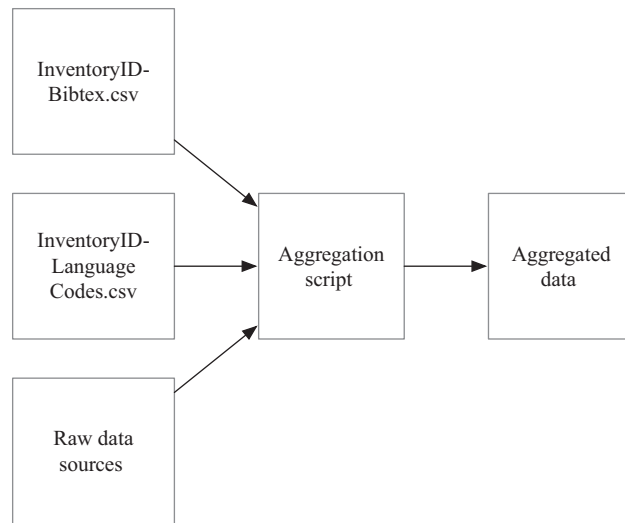 InventoryID-
Bibtex.csv
InventoryID-
Language
Codes.csv
Raw data
sources
Aggregation
script
Aggregated
data